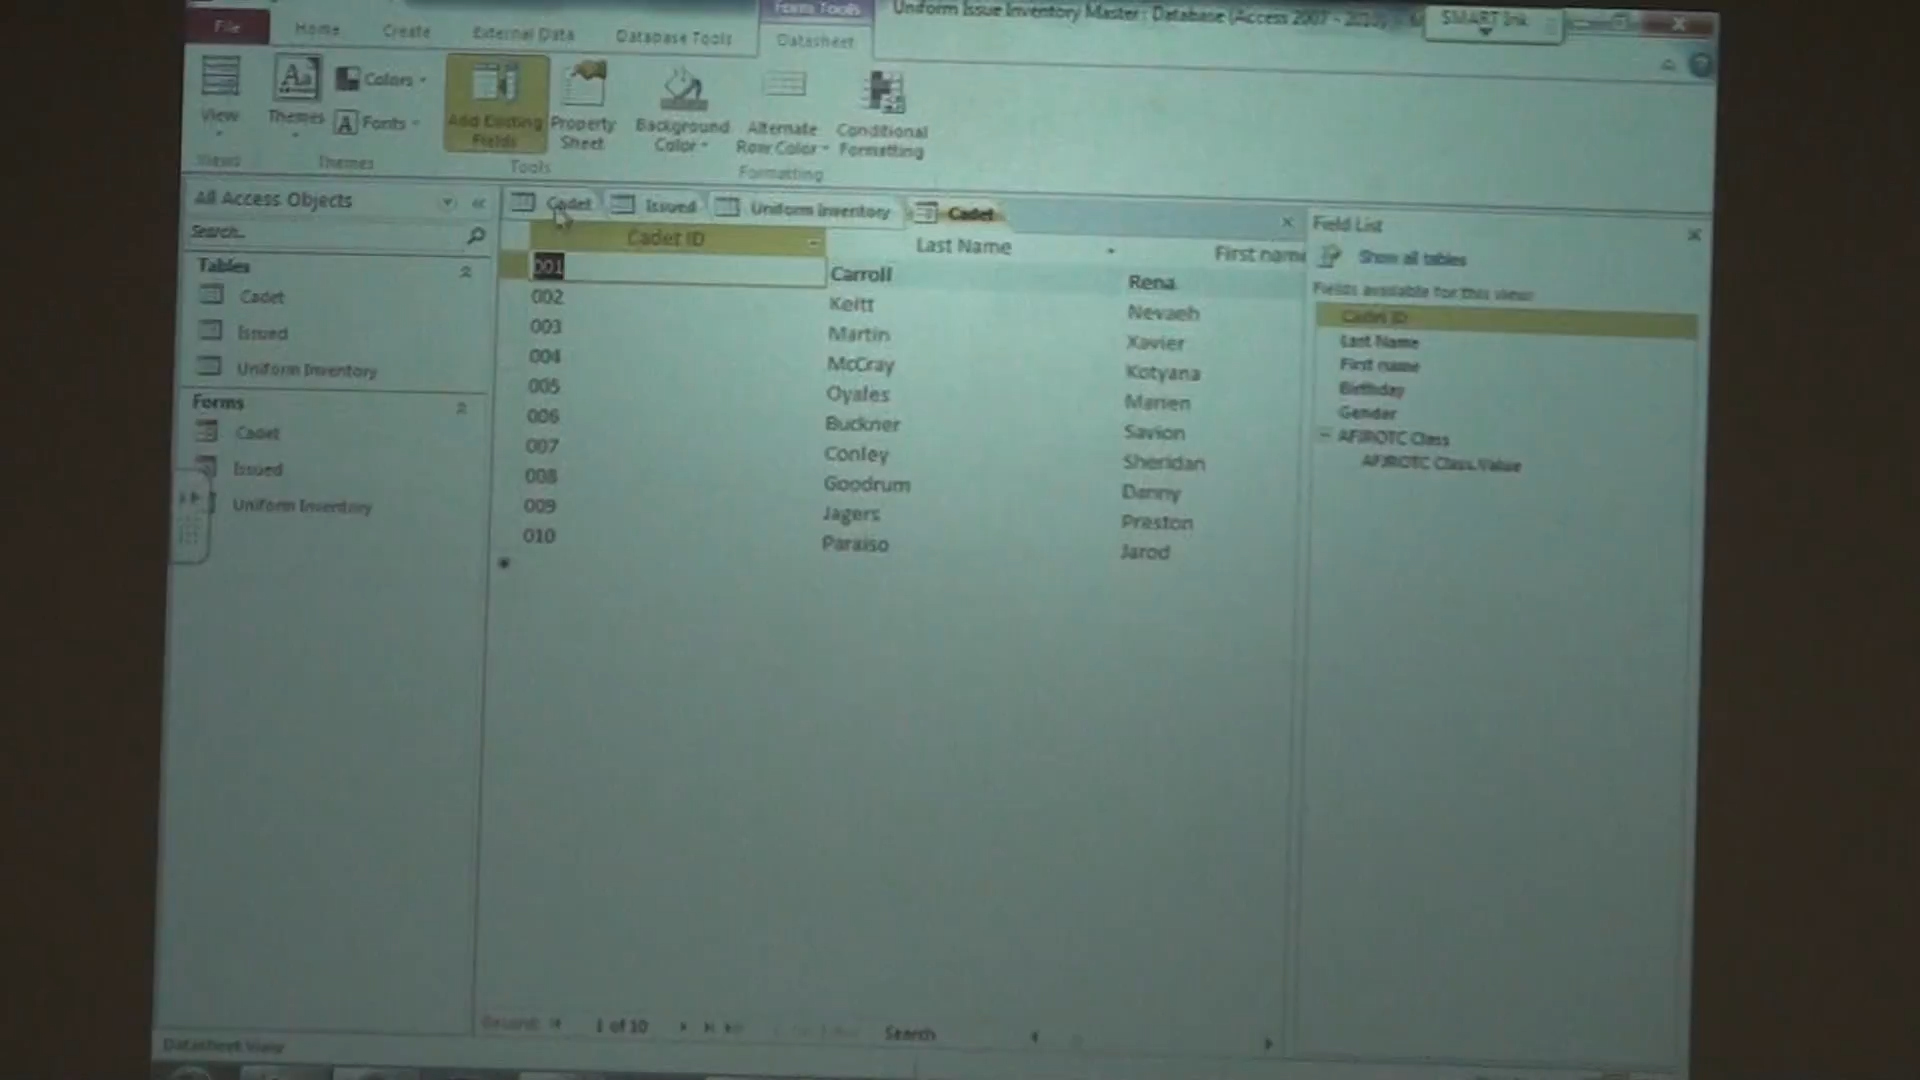 Form Tools
Uniform Issue Inventory Master : Database (Access 2007 -
SMART Ink
File
Home
Create
External Data
Database Tools
Datasheet
View
Themes
Colors
Fonts
Add Existing Fields
Property Sheet
Background Color
Alternate Row Color
Conditional Formatting
Views
Themes
Tools
Formatting
All Access Objects
Search...
Tables
Cadet
Issued
Uniform Inventory
Forms
Cadet
Issued
Uniform Inventory
Cadet
Issued
Uniform Inventory
Cadet
Cadet ID
Last Name
First name
001 Carroll Rena
002 Keitt Nevaeh
003 Martin Xavier
004 McCray Kotyana
005 Oyales
006 Buckner Savion
007 Conley Sheridan
008 Goodrum Danny
009 Jagers Preston
010 Paraiso Jarod
Field List
Show all tables
Fields available for this view:
Cadet ID
Last Name
First name
Birthday
Gender
AFJROTC Class
AFJROTC Class.Value
Record:
1 of 10
Search
Datasheet View